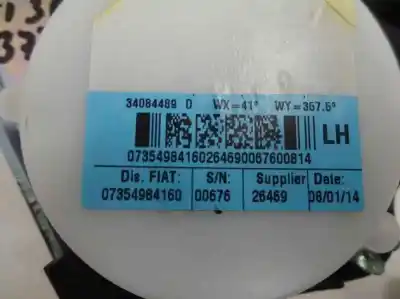 34084489 D WX=41° WY=357.5°
LH
07354984160264690067600814
Dis. FIAT: S/N: Supplier Date:
07354984160 00676 26469 08/01/14